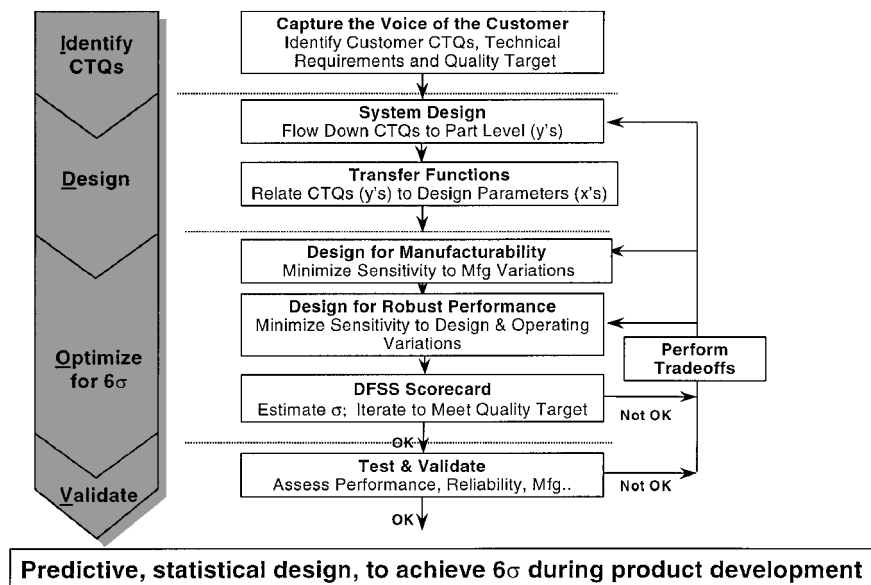 Identify
CTQs
Capture the Voice of the Customer
Identify Customer CTQs, Technical
Requirements and Quality Target
System Design
Flow Down CTQs to Part Level (y's)
Design
Transfer Functions
Relate CTQs (y's) to Design Parameters (x's)
Design for Manufacturability
Minimize Sensitivity to Mfg Variations
Design for Robust Performance
Minimize Sensitivity to Design & Operating
Variations
Perform
Tradeoffs
Optimize
for 6σ
DFSS Scorecard
Estimate σ; Iterate to Meet Quality Target
Not OK
OK
Test & Validate
Assess Performance, Reliability, Mfg..
Not OK
Validate
OK
Predictive, statistical design, to achieve 6σ during product development